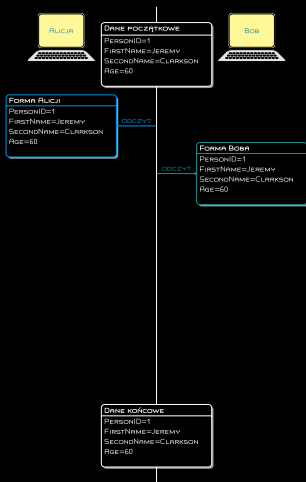 Alicja
Bob
Dane początkowe
PersonID=1
FirstName=Jeremy
SecondName=Clarkson
Age=60
Forma Alicji
PersonID=1
FirstName=Jeremy
SecondName=Clarkson
Age=60
odczyt
Forma Boba
PersonID=1
FirstName=Jeremy
SecondName=Clarkson
Age=60
odczyt
Dane końcowe
PersonID=1
FirstName=Jeremy
SecondName=Clarkson
Age=60